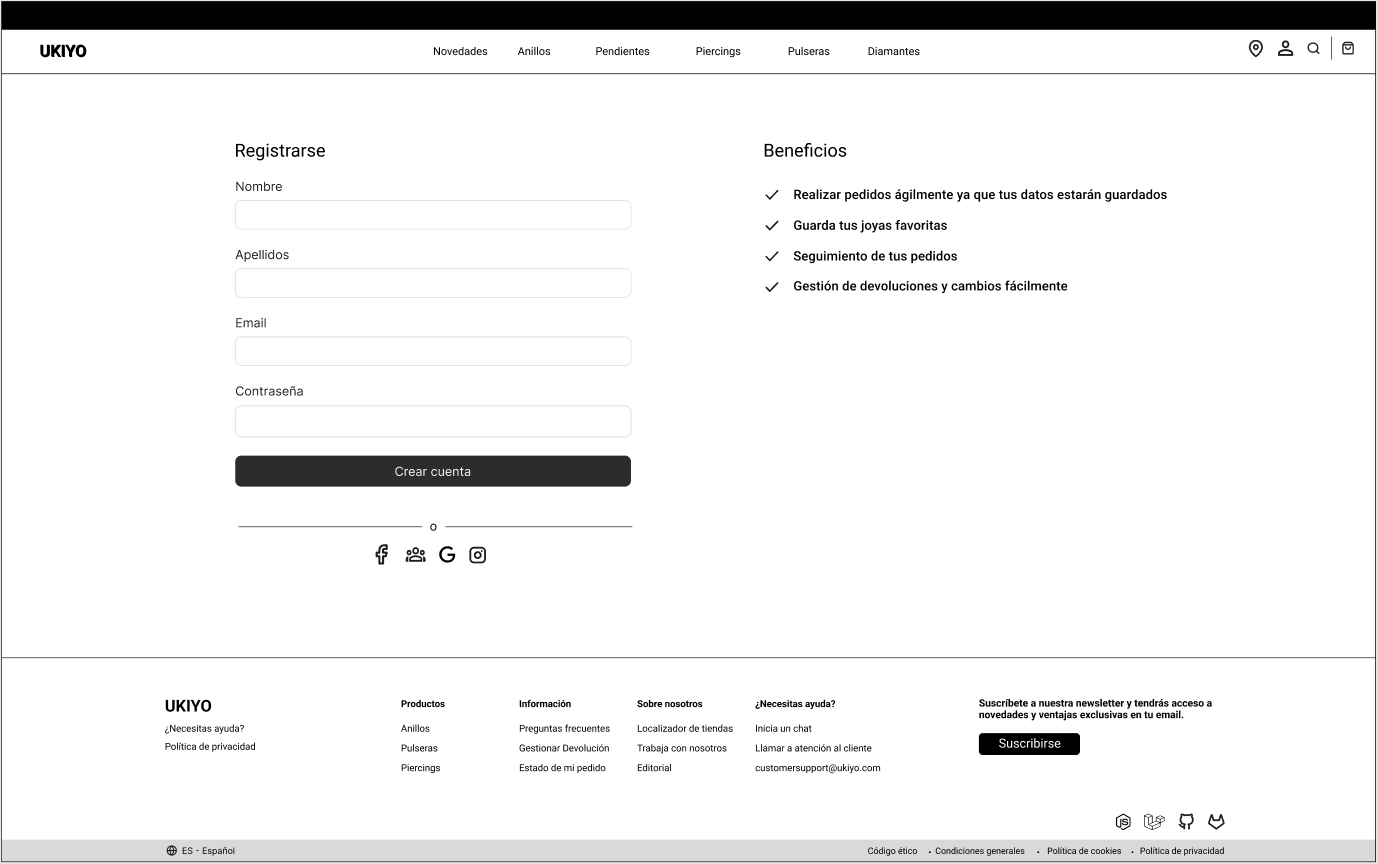 UKIYO
Novedades Anillos Pendientes Piercings Pulseras Diamantes
Registrarse
Nombre
Apellidos
Email
Contraseña
Crear cuenta
o
Beneficios
Realizar pedidos ágilmente ya que tus datos estarán guardados
Guarda tus joyas favoritas
Seguimiento de tus pedidos
Gestión de devoluciones y cambios fácilmente
UKIYO
¿Necesitas ayuda?
Política de privacidad
Productos
Anillos
Pulseras
Piercings
Información
Preguntas frecuentes
Gestionar Devolución
Estado de mi pedido
Sobre nosotros
Localizador de tiendas
Trabaja con nosotros
Editorial
¿Necesitas ayuda?
Inicia un chat
Llamar a atención al cliente
customersupport@ukiyo.com
Suscríbete a nuestra newsletter y tendrás acceso a
novedades y ventajas exclusivas en tu email.
Suscribirse
ES - Español
Código ético • Condiciones generales • Política de cookies • Política de privacidad